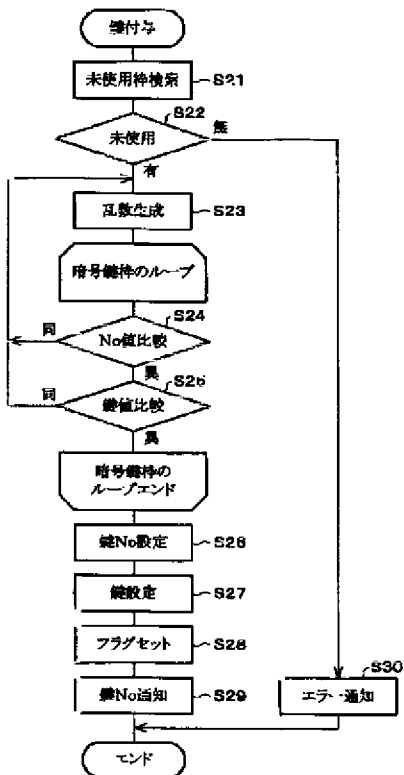 鍵付与
未使用枠検索
S21
S22
未使用
無
有
乱数生成
S23
暗号鍵枠のループ
S24
同
No値比較
異
S25
同
鍵値比較
異
暗号鍵枠の
ループエンド
鍵No設定
S26
鍵設定
S27
フラグセット
S28
鍵No通知
S29
S30
エラー通知
エンド